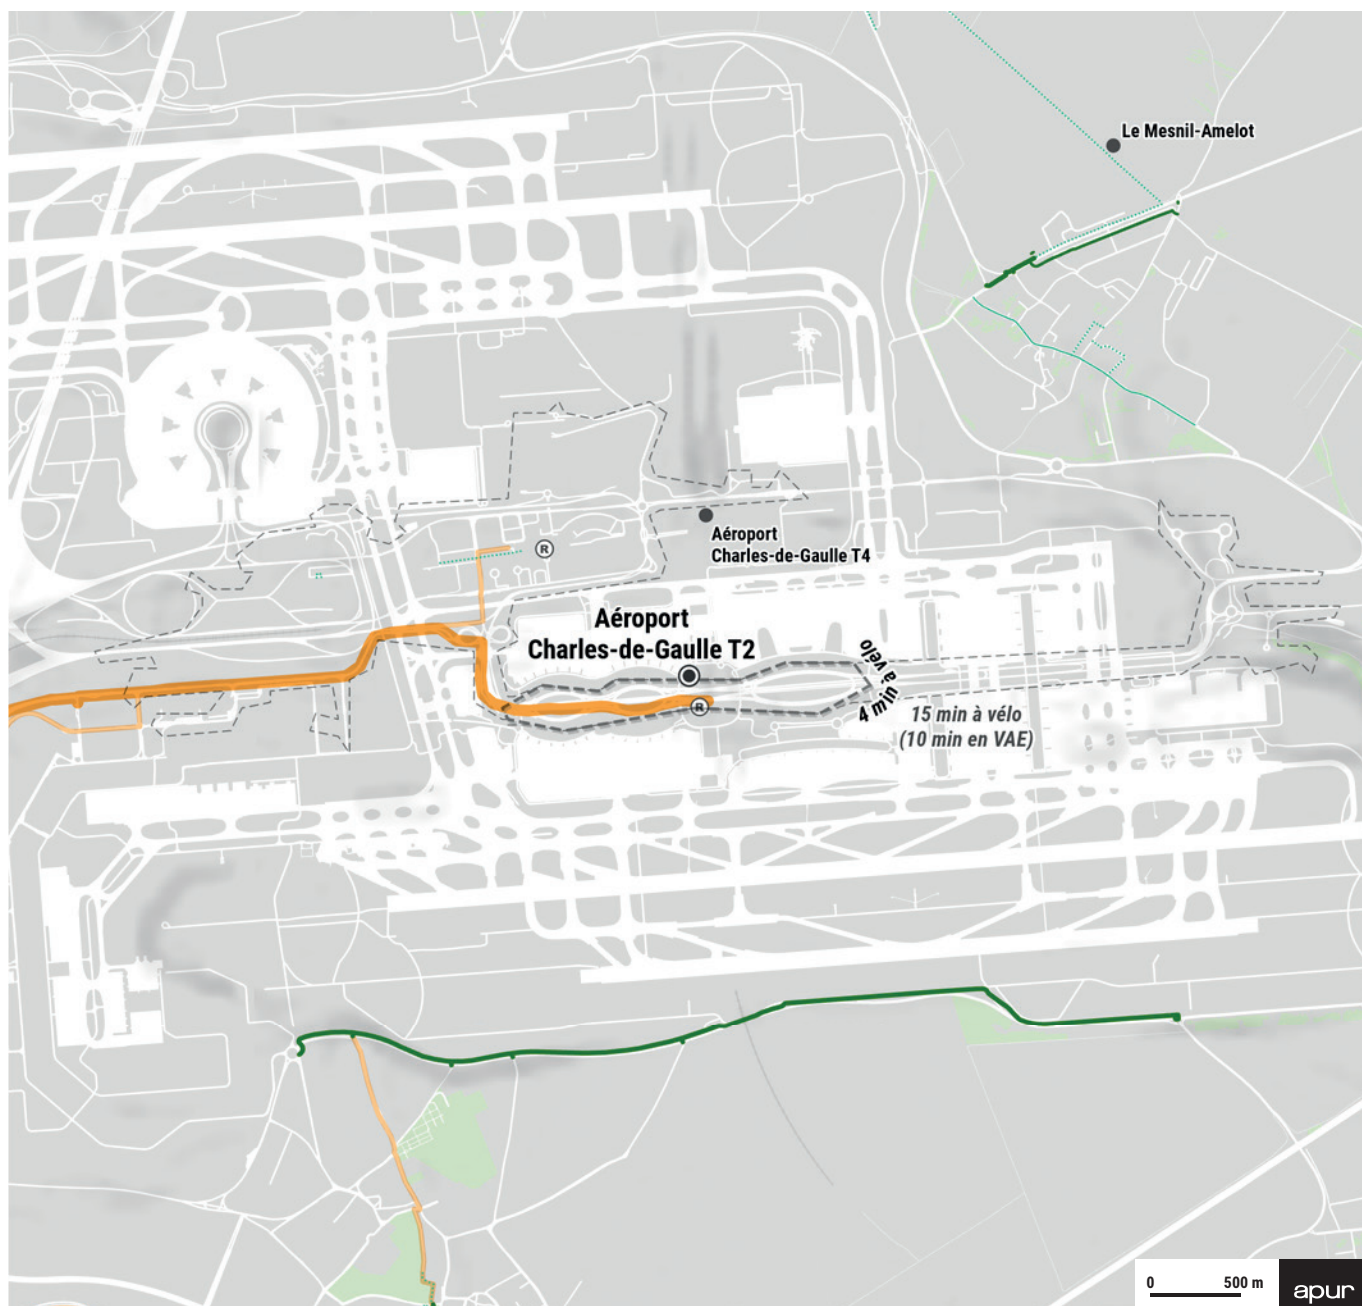 Le Mesnil-Amelot
R
Aéroport
Charles-de-Gaulle T4
Aéroport
Charles-de-Gaulle T2
4 min à vélo
R
15 min à vélo
(10 min en VAE)
0 500 m
apur